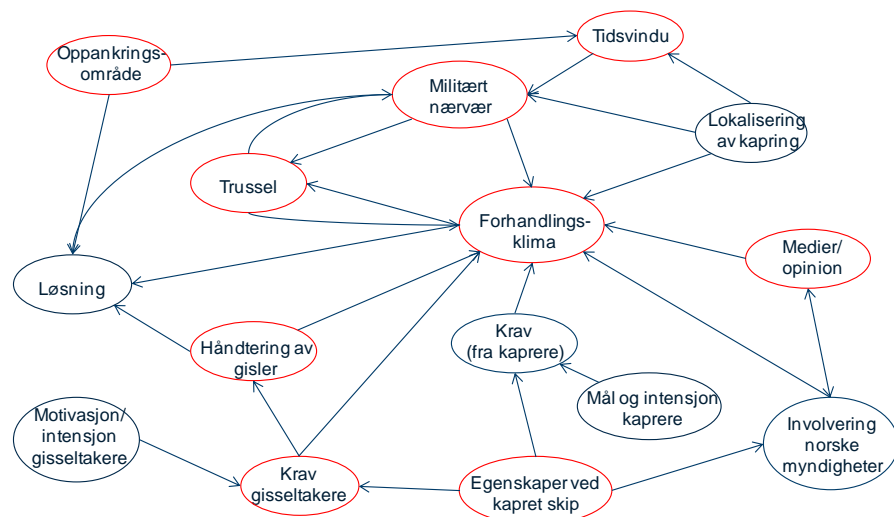 Tidsvindu
Oppankrings-
område
Militært
nærvær
Lokalisering
av kapring
Trussel
Forhandlings-
klima
Medier/
opinion
Løsning
Håndtering av
gisler
Krav
(fra kaprere)
Mål og intensjon
kaprere
Motivasjon/
intensjon
gisseltakere
Involvering
norske
myndigheter
Krav
gisseltakere
Egenskaper ved
kapret skip